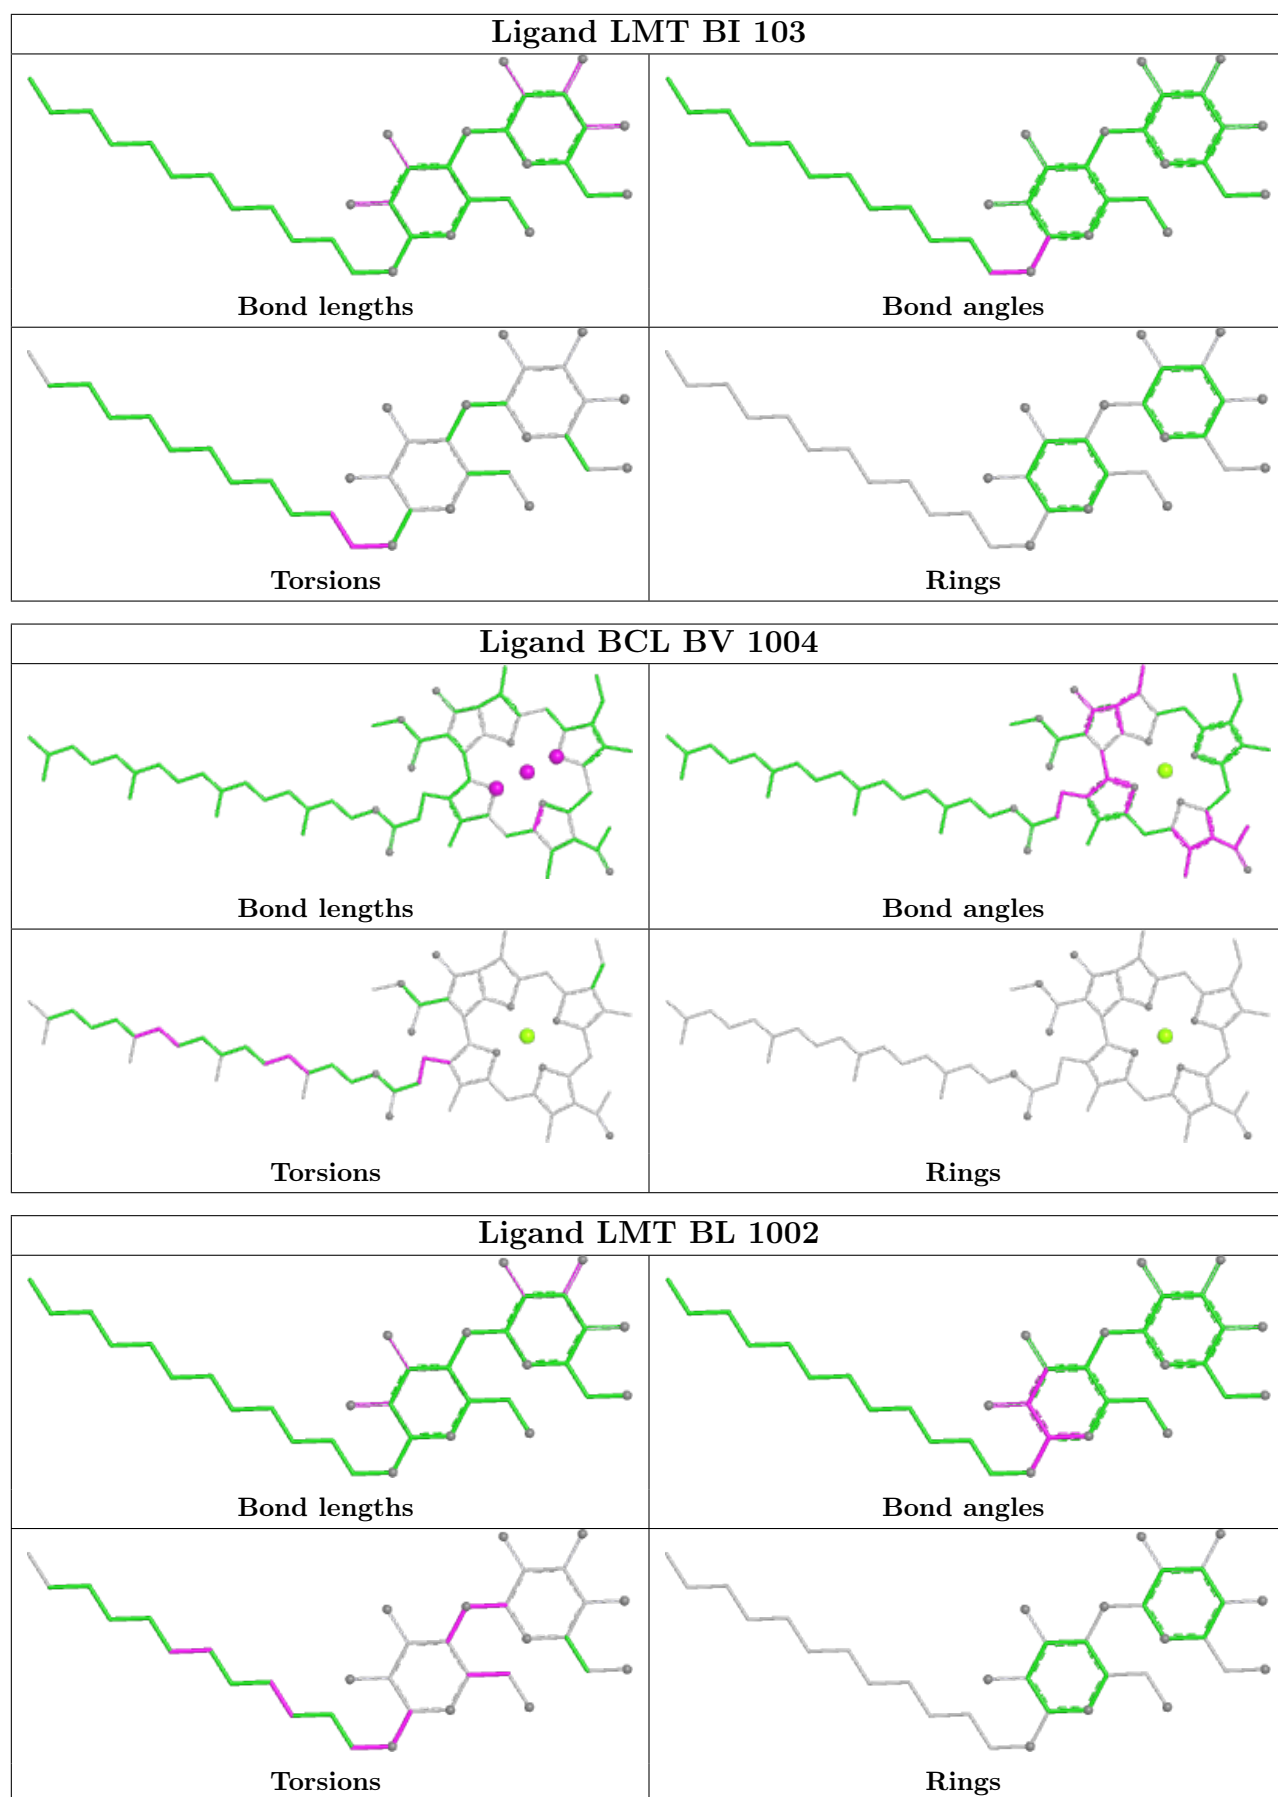 Ligand LMT BI 103
Bond lengths
Bond angles
Torsions
Rings
Ligand BCL BV 1004
Bond lengths
Bond angles
Torsions
Rings
Ligand LMT BL 1002
Bond lengths
Bond angles
Torsions
Rings